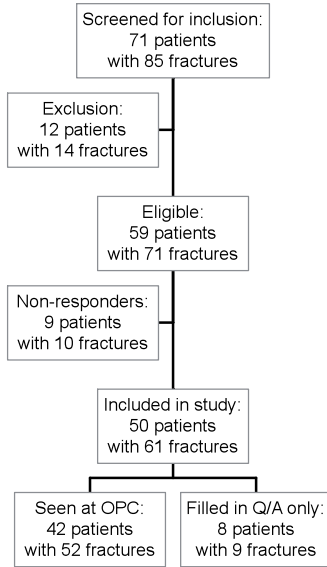 Screened for inclusion:
71 patients
with 85 fractures
Exclusion:
12 patients
with 14 fractures
Eligible:
59 patients
with 71 fractures
Non-responders:
9 patients
with 10 fractures
Included in study:
50 patients
with 61 fractures
Seen at OPC:
42 patients
with 52 fractures
Filled in Q/A only:
8 patients
with 9 fractures